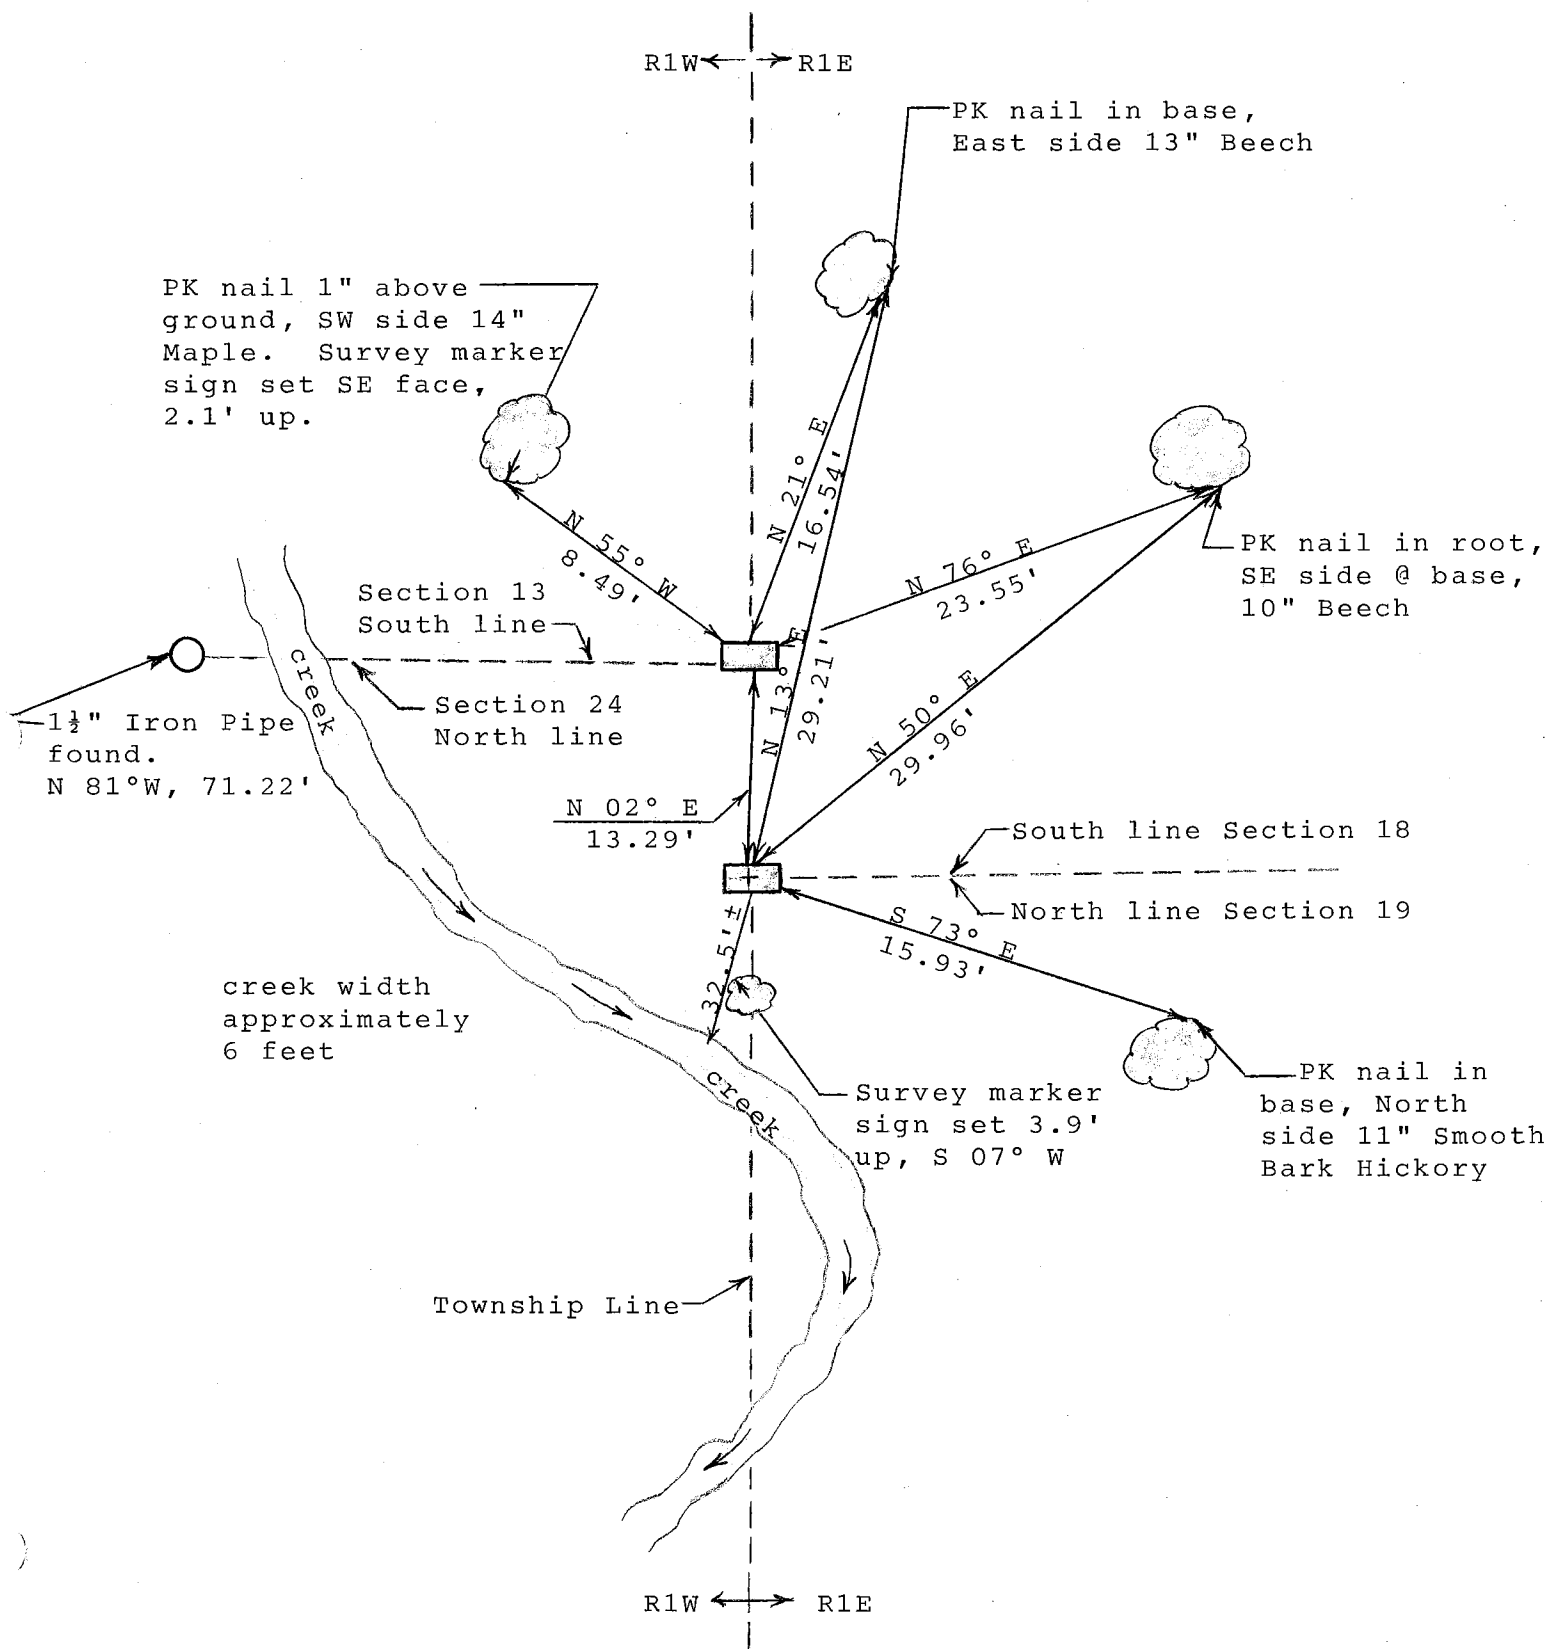 R1W R1E
PK nail in base,
East side 13" Beech
PK nail 1" above
ground, SW side 14"
Maple. Survey marker
sign set SE face,
2.1' up.
N 21° E
16.54'
N 55° W
8.49'
N 76° E
23.55'
PK nail in root,
SE side @ base,
10" Beech
Section 13
South line
creek
N 13° E
29.21'
N 50° E
29.96'
1½" Iron Pipe
found.
N 81°W, 71.22'
Section 24
North line
N 02° E
13.29'
South line Section 18
North line Section 19
S 73° E
15.93'
32.5'±
creek width
approximately
6 feet
creek
Survey marker
sign set 3.9'
up, S 07° W
PK nail in
base, North
side 11" Smooth
Bark Hickory
Township Line
R1W R1E